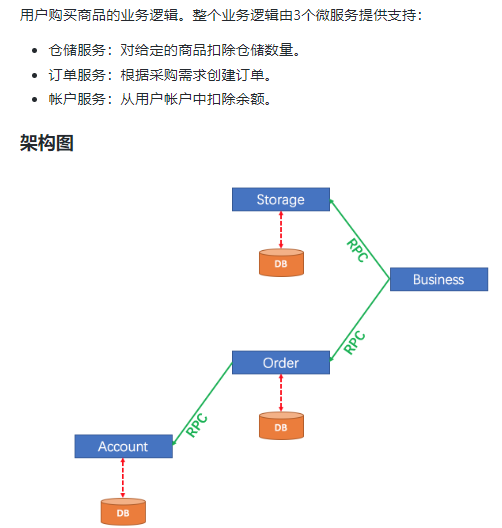 用户购买商品的业务逻辑。整个业务逻辑由3个微服务提供支持：
仓储服务：对给定的商品扣除仓储数量。
订单服务：根据采购需求创建订单。
帐户服务：从用户帐户中扣除余额。
架构图
Storage
DB
RPC
Business
RPC
Order
DB
RPC
Account
DB